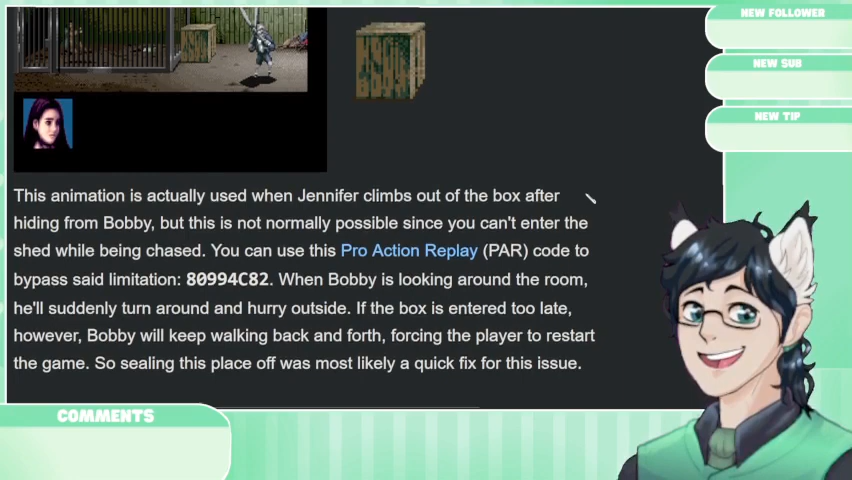 NEW FOLLOWER
NEW SUB
NEW TIP
This animation is actually used when Jennifer climbs out of the box after
hiding from Bobby, but this is not normally possible since you can't enter the
shed while being chased. You can use this Pro Action Replay (PAR) code to
bypass said limitation: 80994C82. When Bobby is looking around the room,
he'll suddenly turn around and hurry outside. If the box is entered too late,
however, Bobby will keep walking back and forth, forcing the player to restart
the game. So sealing this place off was most likely a quick fix for this issue.
COMMENTS